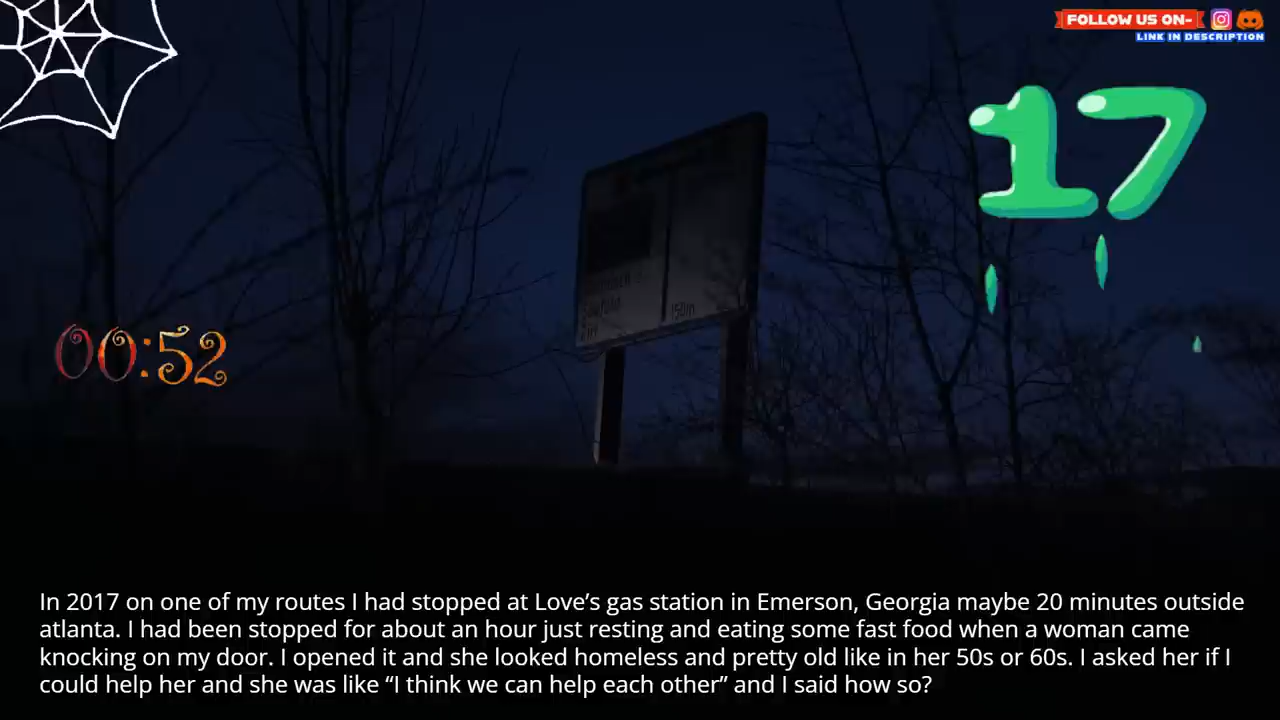 FOLLOW US ON-
LINK IN DESCRIPTION
17
00:52
150m
In 2017 on one of my routes I had stopped at Love’s gas station in Emerson, Georgia maybe 20 minutes outside
atlanta. I had been stopped for about an hour just resting and eating some fast food when a woman came
knocking on my door. I opened it and she looked homeless and pretty old like in her 50s or 60s. I asked her if I
could help her and she was like “I think we can help each other” and I said how so?